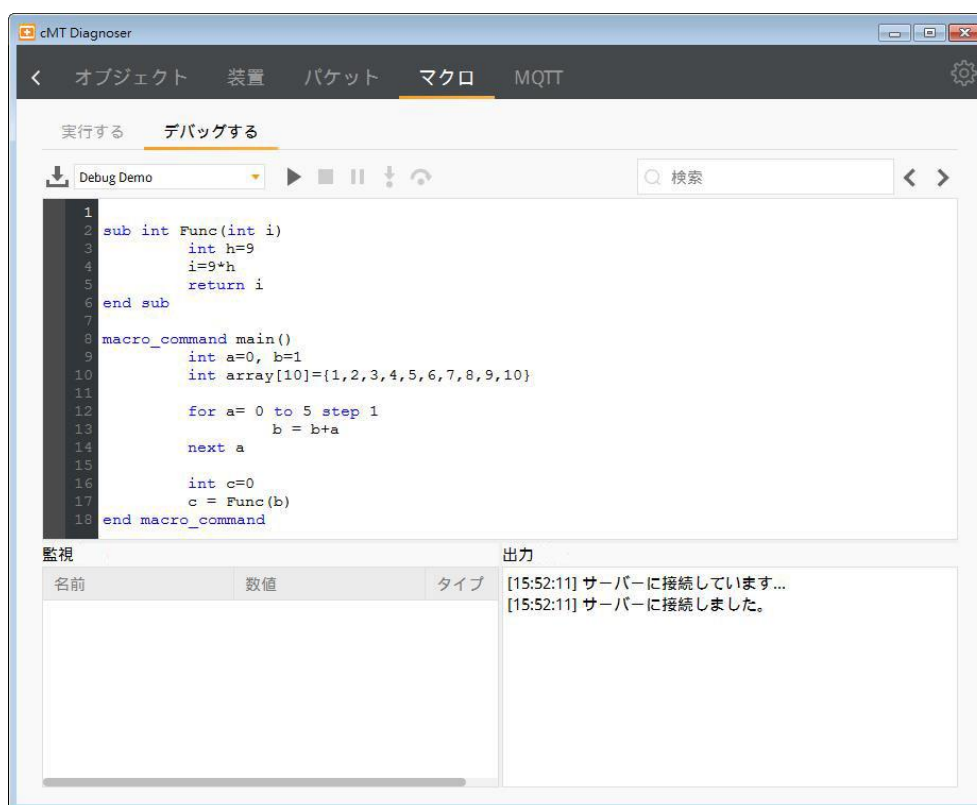 cMT Diagnoser
オブジェクト 装置 パケット マクロ MQTT
実行する デバッグする
Debug Demo 検索
1
2 sub int Func(int i)
3 int h=9
4 i=9*h
5 return i
6 end sub
7
8 macro_command main()
9 int a=0, b=1
10 int array[10]={1,2,3,4,5,6,7,8,9,10}
11
12 for a= 0 to 5 step 1
13 b = b+a
14 next a
15
16 int c=0
17 c = Func(b)
18 end macro_command
監視 出力
名前 数値 タイプ
[15:52:11] サーバーに接続しています...
[15:52:11] サーバーに接続しました。